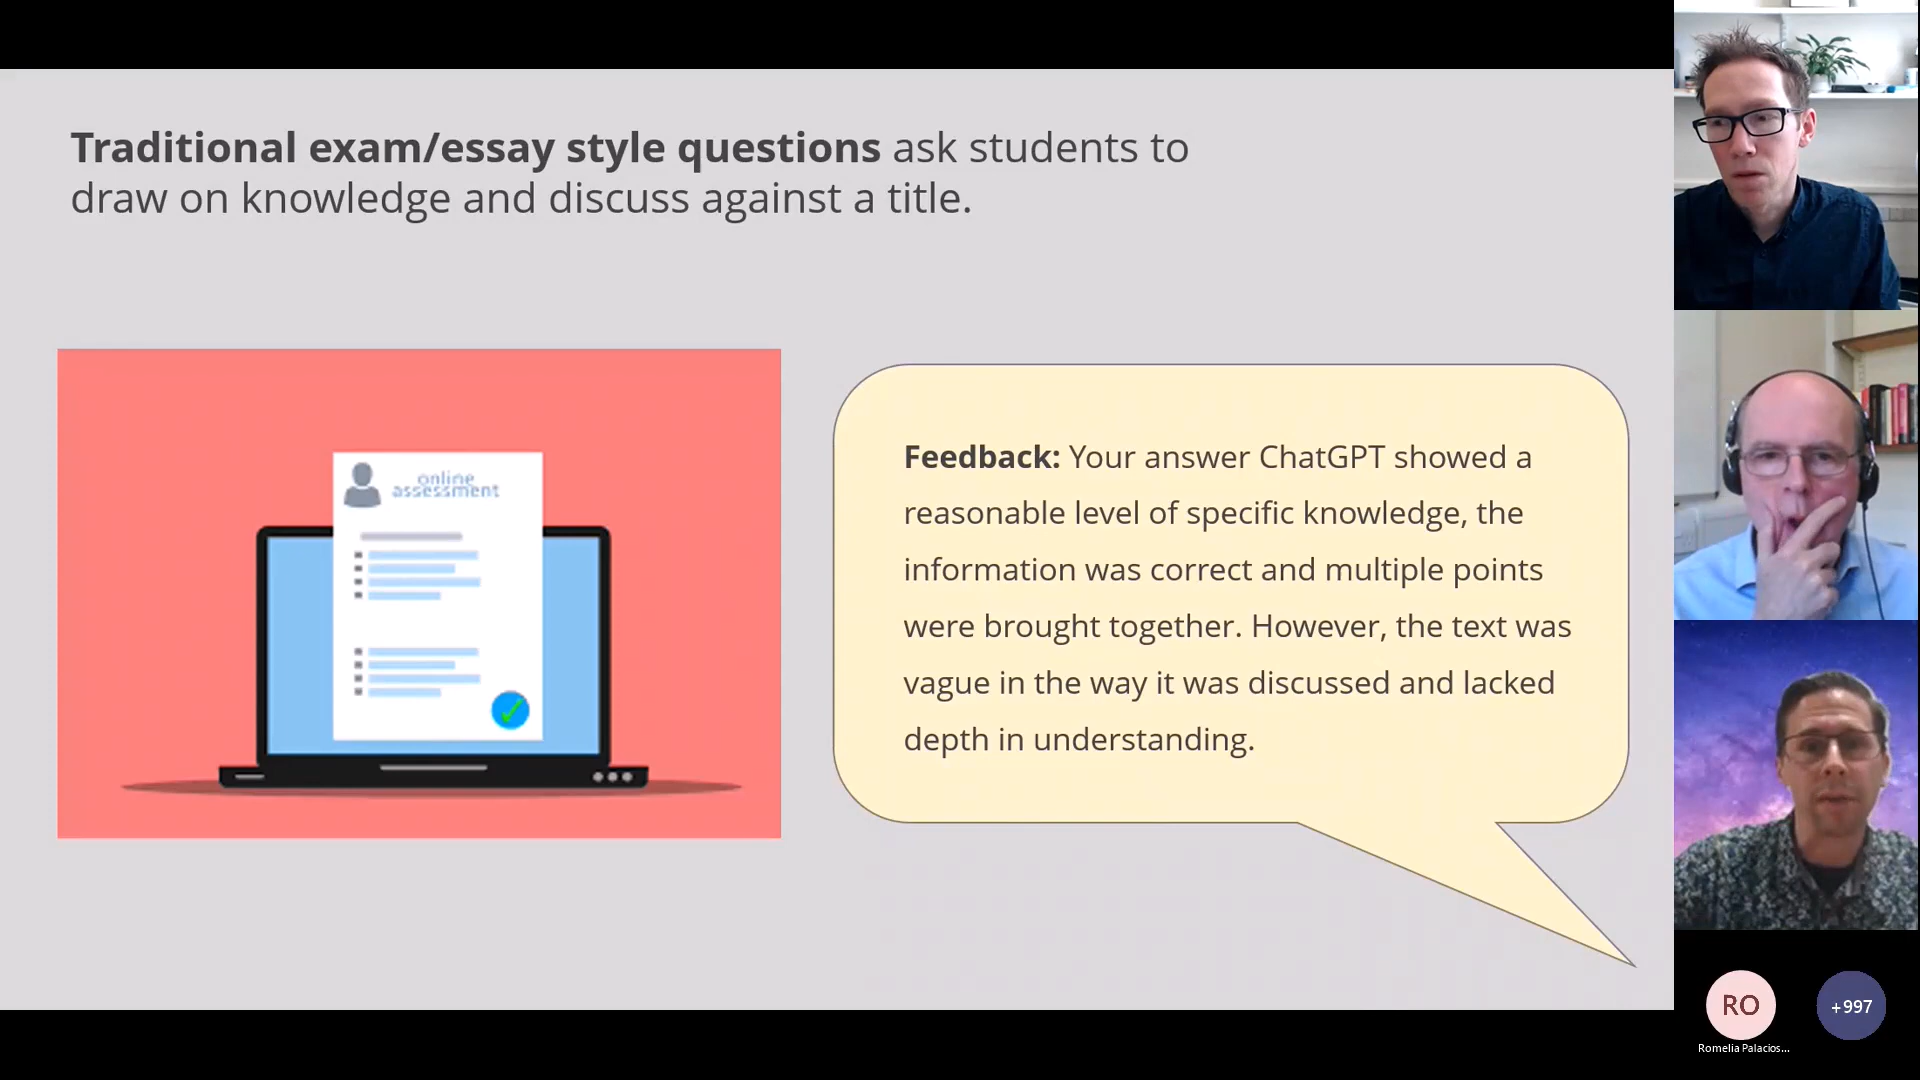 Traditional exam/essay style questions ask students to
draw on knowledge and discuss against a title.
online
assessment
Feedback: Your answer ChatGPT showed a
reasonable level of specific knowledge, the
information was correct and multiple points
were brought together. However, the text was
vague in the way it was discussed and lacked
depth in understanding.
RO
+997
Romelia Palacios...